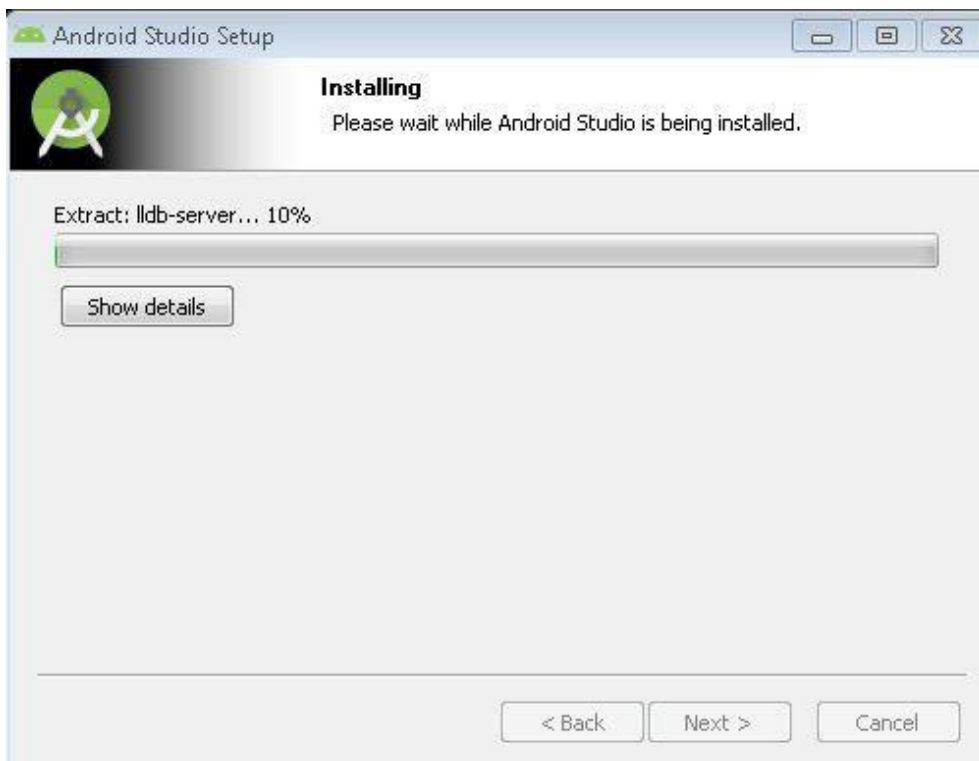 Android Studio Setup
Installing
Please wait while Android Studio is being installed.
Extract: lldb-server... 10%
Show details
< Back
Next >
Cancel